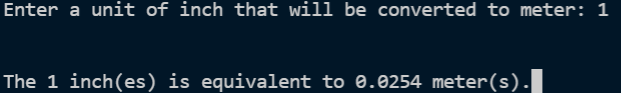 Enter a unit of inch that will be converted to meter: 1
The 1 inch(es) is equivalent to 0.0254 meter(s).